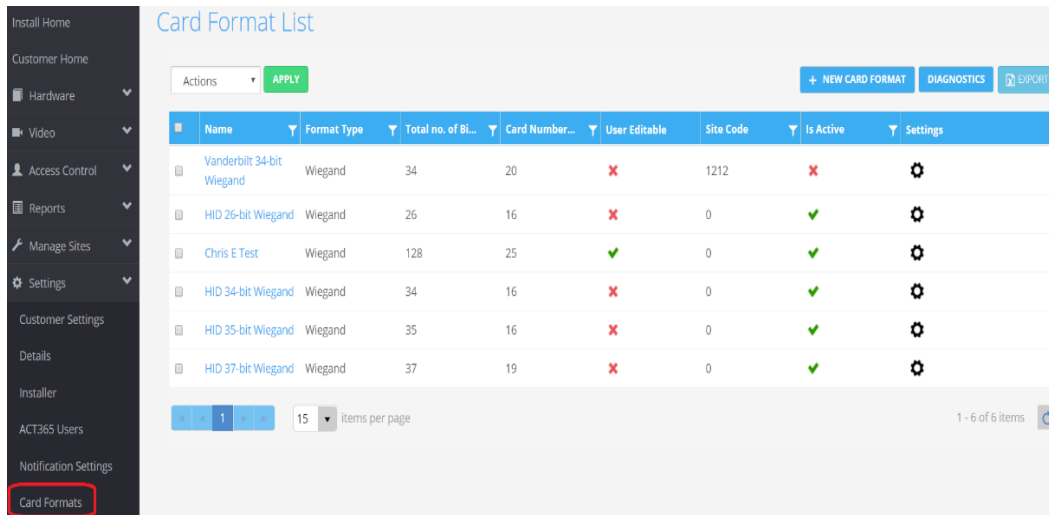 Install Home
Customer Home
Hardware
Video
Access Control
Reports
Manage Sites
Settings
Customer Settings
Details
Installer
ACT365 Users
Notification Settings
Card Formats
Card Format List
Actions APPLY + NEW CARD FORMAT DIAGNOSTICS EXPORT
Name Format Type Total no. of Bi... Card Number... User Editable Site Code Is Active Settings
Vanderbilt 34-bit
Wiegand Wiegand 34 20 1212
HID 26-bit Wiegand Wiegand 26 16 0
Chris E Test Wiegand 128 25 0
HID 34-bit Wiegand Wiegand 34 16 0
HID 35-bit Wiegand Wiegand 35 16 0
HID 37-bit Wiegand Wiegand 37 19 0
1 15 items per page 1 - 6 of 6 items